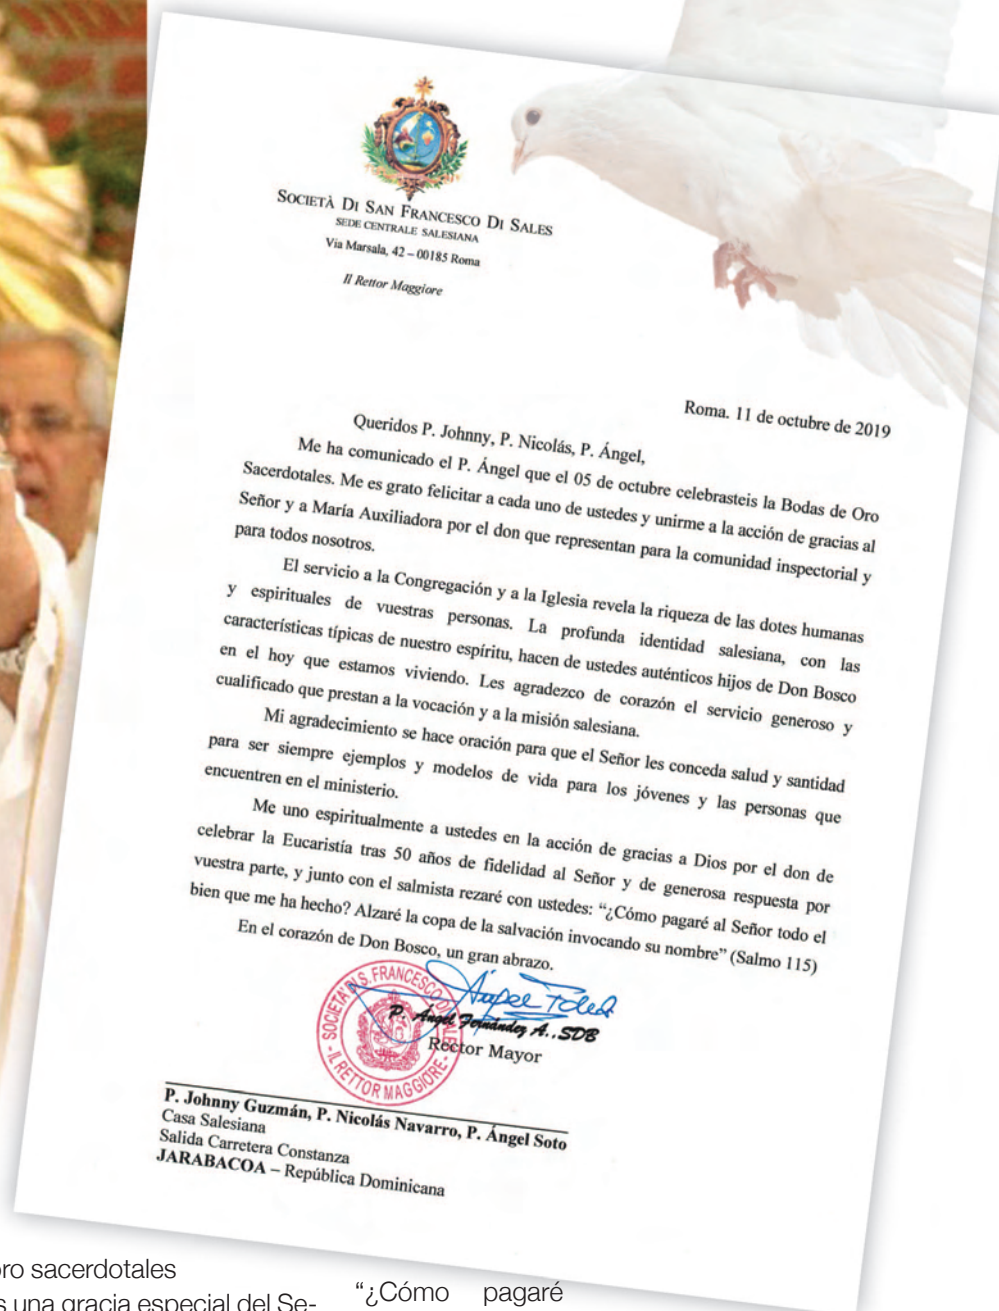 SOCIETÀ DI SAN FRANCESCO DI SALES
SEDE CENTRALE SALESIANA
Via Marsala, 42 – 00185 Roma
Il Rettor Maggiore
Roma. 11 de octubre de 2019
Queridos P. Johnny, P. Nicolás, P. Ángel,
Me ha comunicado el P. Ángel que el 05 de octubre celebrasteis la Bodas de Oro
Sacerdotales. Me es grato felicitar a cada uno de ustedes y unirme a la acción de gracias al
Señor y a María Auxiliadora por el don que representan para la comunidad inspectorial y
para todos nosotros.
El servicio a la Congregación y a la Iglesia revela la riqueza de las dotes humanas
y espirituales de vuestras personas. La profunda identidad salesiana, con las
características típicas de nuestro espíritu, hacen de ustedes auténticos hijos de Don Bosco
en el hoy que estamos viviendo. Les agradezco de corazón el servicio generoso y
cualificado que prestan a la vocación y a la misión salesiana.
Mi agradecimiento se hace oración para que el Señor les conceda salud y santidad
para ser siempre ejemplos y modelos de vida para los jóvenes y las personas que
encuentren en el ministerio.
Me uno espiritualmente a ustedes en la acción de gracias a Dios por el don de
celebrar la Eucaristía tras 50 años de fidelidad al Señor y de generosa respuesta por
vuestra parte, y junto con el salmista rezaré con ustedes: “¿Cómo pagaré al Señor todo el
bien que me ha hecho? Alzaré la copa de la salvación invocando su nombre” (Salmo 115)
En el corazón de Don Bosco, un gran abrazo.
SOCIETA' DI S. FRANCESCO DI SALES
- IL RETTOR MAGGIORE -
P. Ángel Fernández A., SDB
Rector Mayor
P. Johnny Guzmán, P. Nicolás Navarro, P. Ángel Soto
Casa Salesiana
Salida Carretera Constanza
JARABACOA – República Dominicana
oro sacerdotales
s una gracia especial del Se-
“¿Cómo pagaré